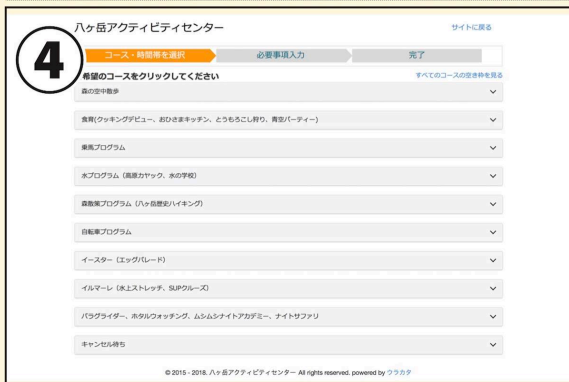 4
八ヶ岳アクティビティセンター
サイトに戻る
コース・時間帯を選択
必要事項入力
完了
希望のコースをクリックしてください
すべてのコースの空き枠を見る
森の空中散歩
食育(クッキングデビュー、おひさまキッチン、とうもろこし狩り、青空パーティー)
乗馬プログラム
水プログラム（高原カヤック、水の学校）
森散策プログラム（八ヶ岳歴史ハイキング）
自転車プログラム
イースター（エッグパレード）
イルマーレ（水上ストレッチ、SUPクルーズ）
パラグライダー、ホタルウォッチング、ムシムシナイトアカデミー、ナイトサファリ
キャンセル待ち
© 2015 - 2018, 八ヶ岳アクティビティセンター All rights reserved. powered by ウラカタ